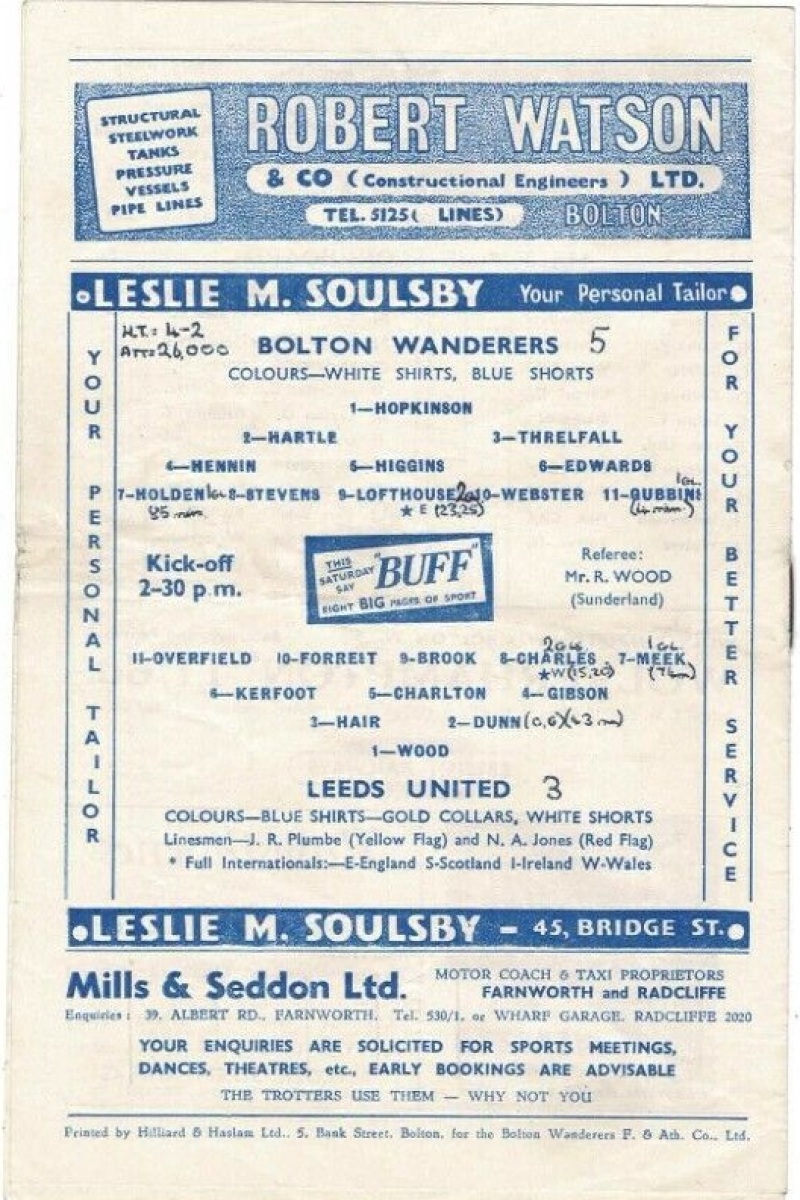 STRUCTURAL
STEELWORK
TANKS
PRESSURE
VESSELS
PIPE LINES
ROBERT WATSON
& CO (Constructional Engineers) LTD.
TEL. 5125 ( LINES) BOLTON
LESLIE M. SOULSBY Your Personal Tailor
YOUR PERSONAL TAILOR
H.T: 4-2
ATT: 26,000
BOLTON WANDERERS 5
COLOURS—WHITE SHIRTS, BLUE SHORTS
1—HOPKINSON
2—HARTLE 3—THRELFALL
4—HENNIN 5—HIGGINS 6—EDWARDS
7—HOLDEN 1GL 8—STEVENS 9—LOFTHOUSE 2 10—WEBSTER 11—GUBBINS 1GL
85 min. ★ E (23,25) (14 min.)
Kick-off
2-30 p.m.
THIS
SATURDAY
SAY
"BUFF"
EIGHT BIG PAGES OF SPORT
Referee:
Mr. R. WOOD
(Sunderland)
11—OVERFIELD 10—FORREST 9—BROOK 8—CHARLES 7—MEEK 1GL
★W(15,20)
6—KERFOOT 5—CHARLTON 4—GIBSON
3—HAIR 2—DUNN
1—WOOD
LEEDS UNITED 3
COLOURS—BLUE SHIRTS—GOLD COLLARS, WHITE SHORTS
Linesmen—J. R. Plumbe (Yellow Flag) and N. A. Jones (Red Flag)
* Full Internationals:—E-England S-Scotland I-Ireland W-Wales
FOR YOUR BETTER SERVICE
LESLIE M. SOULSBY – 45, BRIDGE ST.
Mills & Seddon Ltd.
MOTOR COACH & TAXI PROPRIETORS
FARNWORTH and RADCLIFFE
Enquiries: 39, ALBERT RD., FARNWORTH. Tel. 530/1, or WHARF GARAGE, RADCLIFFE 2020
YOUR ENQUIRIES ARE SOLICITED FOR SPORTS MEETINGS,
DANCES, THEATRES, etc., EARLY BOOKINGS ARE ADVISABLE
THE TROTTERS USE THEM — WHY NOT YOU
Printed by Hilliard & Haslam Ltd., 5, Bank Street, Bolton, for the Bolton Wanderers F. & Ath. Co., Ltd.